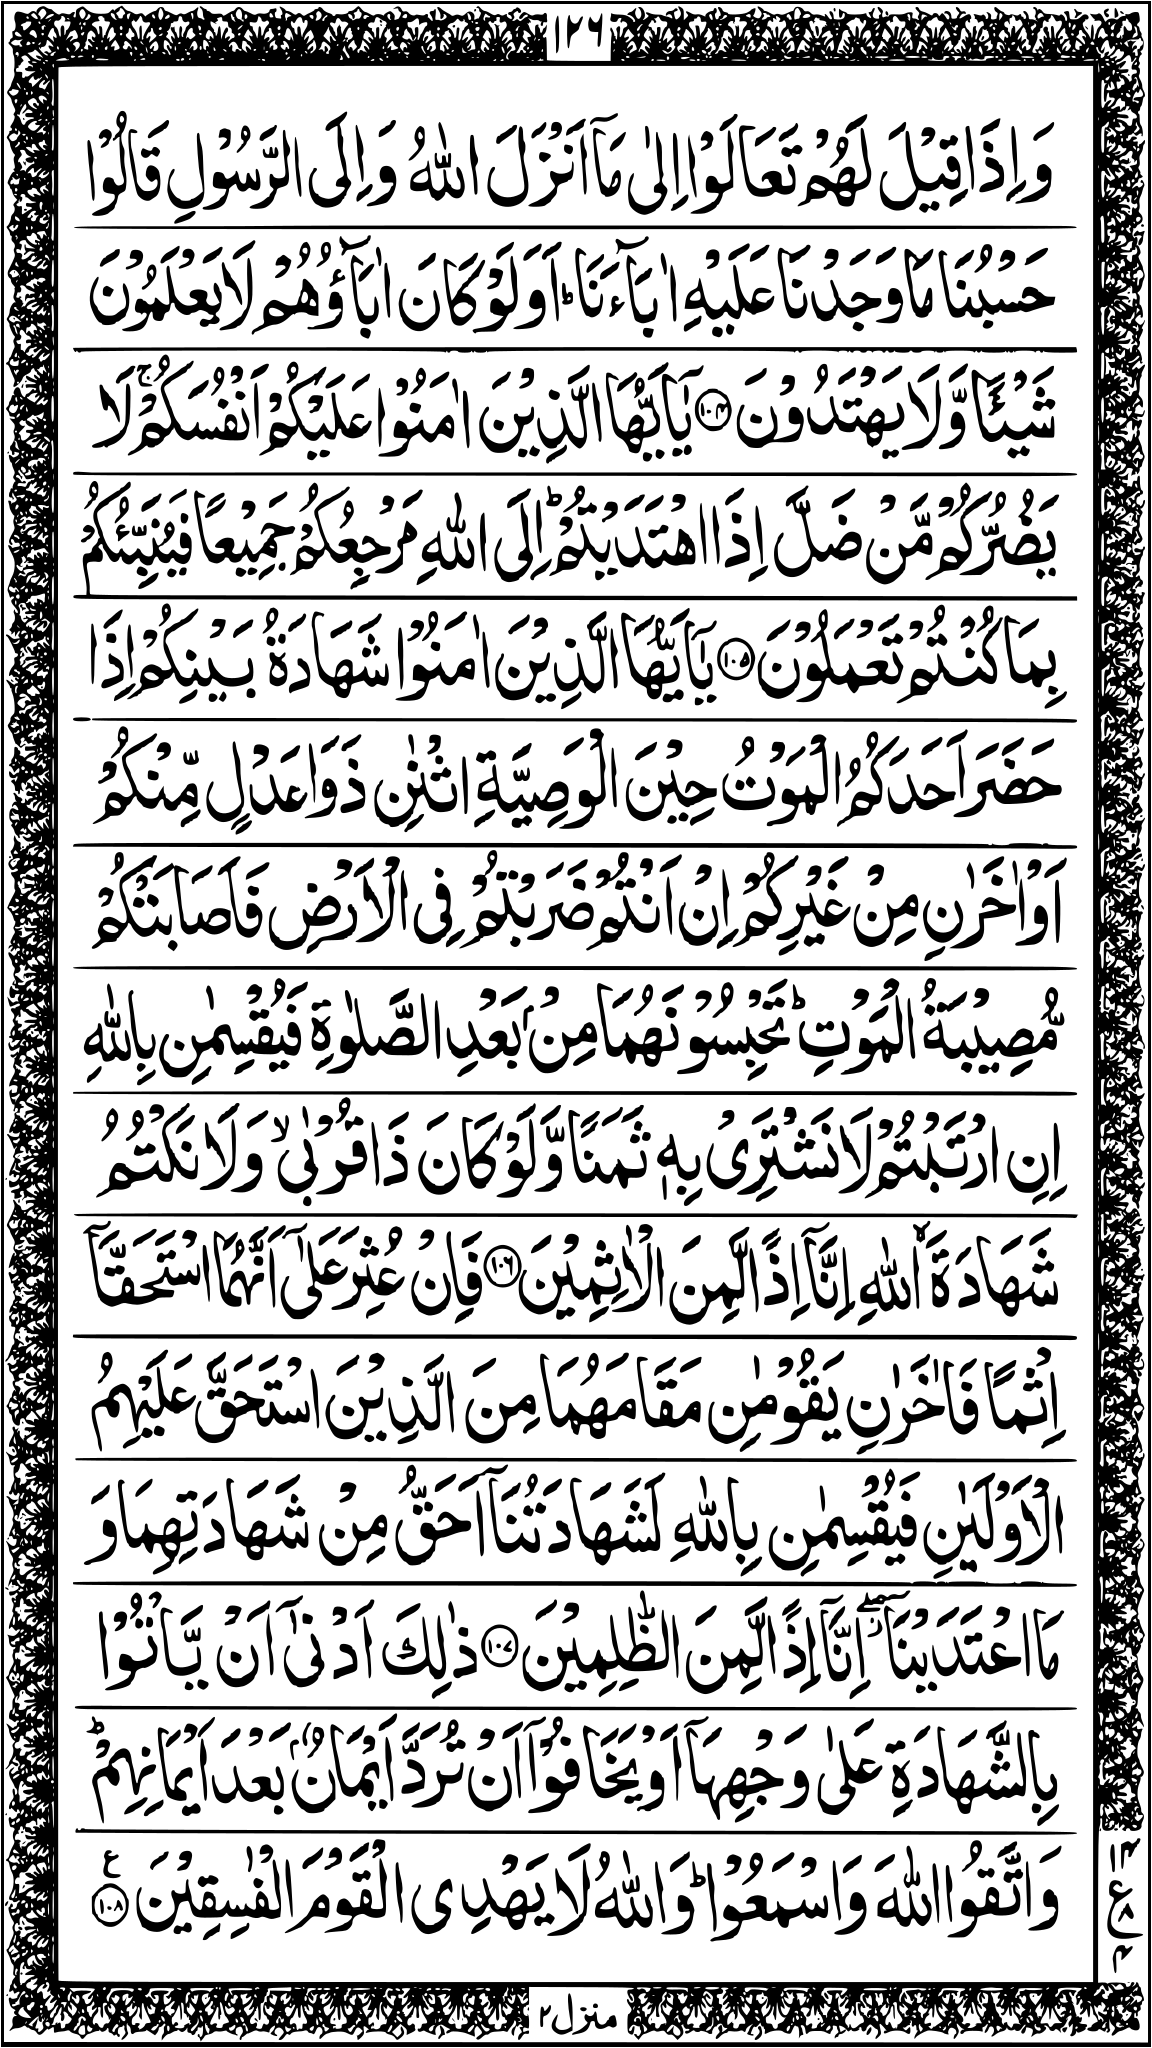 ١٢٦
وَاِذَا قِيْلَ لَهُمْ تَعَالَوْا اِلٰى مَآ اَنْزَلَ اللّٰهُ وَاِلَى الرَّسُوْلِ قَالُوْا
حَسْبُنَا مَا وَجَدْنَا عَلَيْهِ اٰبَآءَنَا ؕ اَوَلَوْ كَانَ اٰبَآؤُهُمْ لَا يَعْلَمُوْنَ
شَيْـًٔا وَّلَا يَهْتَدُوْنَ ﴿١٠٤﴾ يٰۤاَيُّهَا الَّذِيْنَ اٰمَنُوْا عَلَيْكُمْ اَنْفُسَكُمْ ۚ لَا
يَضُرُّكُمْ مَّنْ ضَلَّ اِذَا اهْتَدَيْتُمْ ؕ اِلَى اللّٰهِ مَرْجِعُكُمْ جَمِيْعًا فَيُنَبِّئُكُمْ
بِمَا كُنْتُمْ تَعْمَلُوْنَ ﴿١٠٥﴾ يٰۤاَيُّهَا الَّذِيْنَ اٰمَنُوْا شَهَادَةُ بَيْنِكُمْ اِذَا
حَضَرَ اَحَدَكُمُ الْمَوْتُ حِيْنَ الْوَصِيَّةِ اثْنٰنِ ذَوَا عَدْلٍ مِّنْكُمْ
اَوْ اٰخَرٰنِ مِنْ غَيْرِكُمْ اِنْ اَنْتُمْ ضَرَبْتُمْ فِى الْاَرْضِ فَاَصَابَتْكُمْ
مُّصِيْبَةُ الْمَوْتِ ؕ تَحْبِسُوْنَهُمَا مِنْۢ بَعْدِ الصَّلٰوةِ فَيُقْسِمٰنِ بِاللّٰهِ
اِنِ ارْتَبْتُمْ لَا نَشْتَرِىْ بِهٖ ثَمَنًا وَّلَوْ كَانَ ذَا قُرْبٰى ۙ وَلَا نَكْتُمُ
شَهَادَةَ ۙ اللّٰهِ اِنَّآ اِذًا لَّمِنَ الْاٰثِمِيْنَ ﴿١٠٦﴾ فَاِنْ عُثِرَ عَلٰٓى اَنَّهُمَا اسْتَحَقَّآ
اِثْمًا فَاٰخَرٰنِ يَقُوْمٰنِ مَقَامَهُمَا مِنَ الَّذِيْنَ اسْتَحَقَّ عَلَيْهِمُ
الْاَوْلَيٰنِ فَيُقْسِمٰنِ بِاللّٰهِ لَشَهَادَتُنَآ اَحَقُّ مِنْ شَهَادَتِهِمَا وَ
مَا اعْتَدَيْنَآ ۖ اِنَّآ اِذًا لَّمِنَ الظّٰلِمِيْنَ ﴿١٠٧﴾ ذٰلِكَ اَدْنٰٓى اَنْ يَّاْتُوْا
بِالشَّهَادَةِ عَلٰى وَجْهِهَآ اَوْ يَخَافُوْٓا اَنْ تُرَدَّ اَيْمَانٌۢ بَعْدَ اَيْمَانِهِمْ ؕ
وَاتَّقُوا اللّٰهَ وَاسْمَعُوْا ؕ وَاللّٰهُ لَا يَهْدِى الْقَوْمَ الْفٰسِقِيْنَ ﴿١٠٨﴾ ع
١٤
ع
٨
٤
منزل ٢